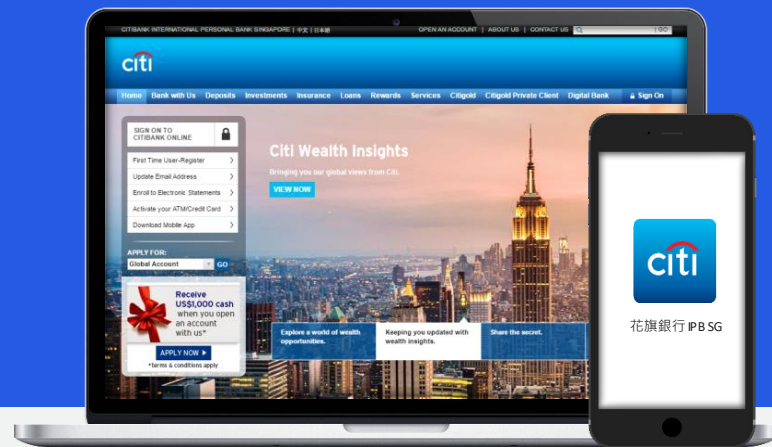 CITIBANK INTERNATIONAL PERSONAL BANK SINGAPORE | 中文 | 日本語
OPEN AN ACCOUNT | ABOUT US | CONTACT US
GO
citi
Home Bank with Us Deposits Investments Insurance Loans Rewards Services Citigold Citigold Private Client Digital Bank Sign On
SIGN ON TO
CITIBANK ONLINE
First Time User-Register
Update Email Address
Enroll to Electronic Statements
Activate your ATM/Credit Card
Download Mobile App
APPLY FOR:
Global Account GO
Receive
US$1,000 cash
when you open
an account
with us*
APPLY NOW
*terms & conditions apply
Citi Wealth Insights
Bringing you our global views from Citi.
VIEW NOW
Explore a world of wealth
opportunities.
Keeping you updated with
wealth insights.
Share the secret.
citi
花旗銀行 IPB SG